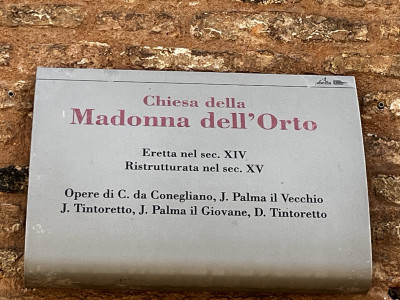 Chiesa della
Madonna dell'Orto
Eretta nel sec. XIV
Ristrutturata nel sec. XV
Opere di C. da Conegliano, J. Palma il Vecchio
J. Tintoretto, J. Palma il Giovane, D. Tintoretto